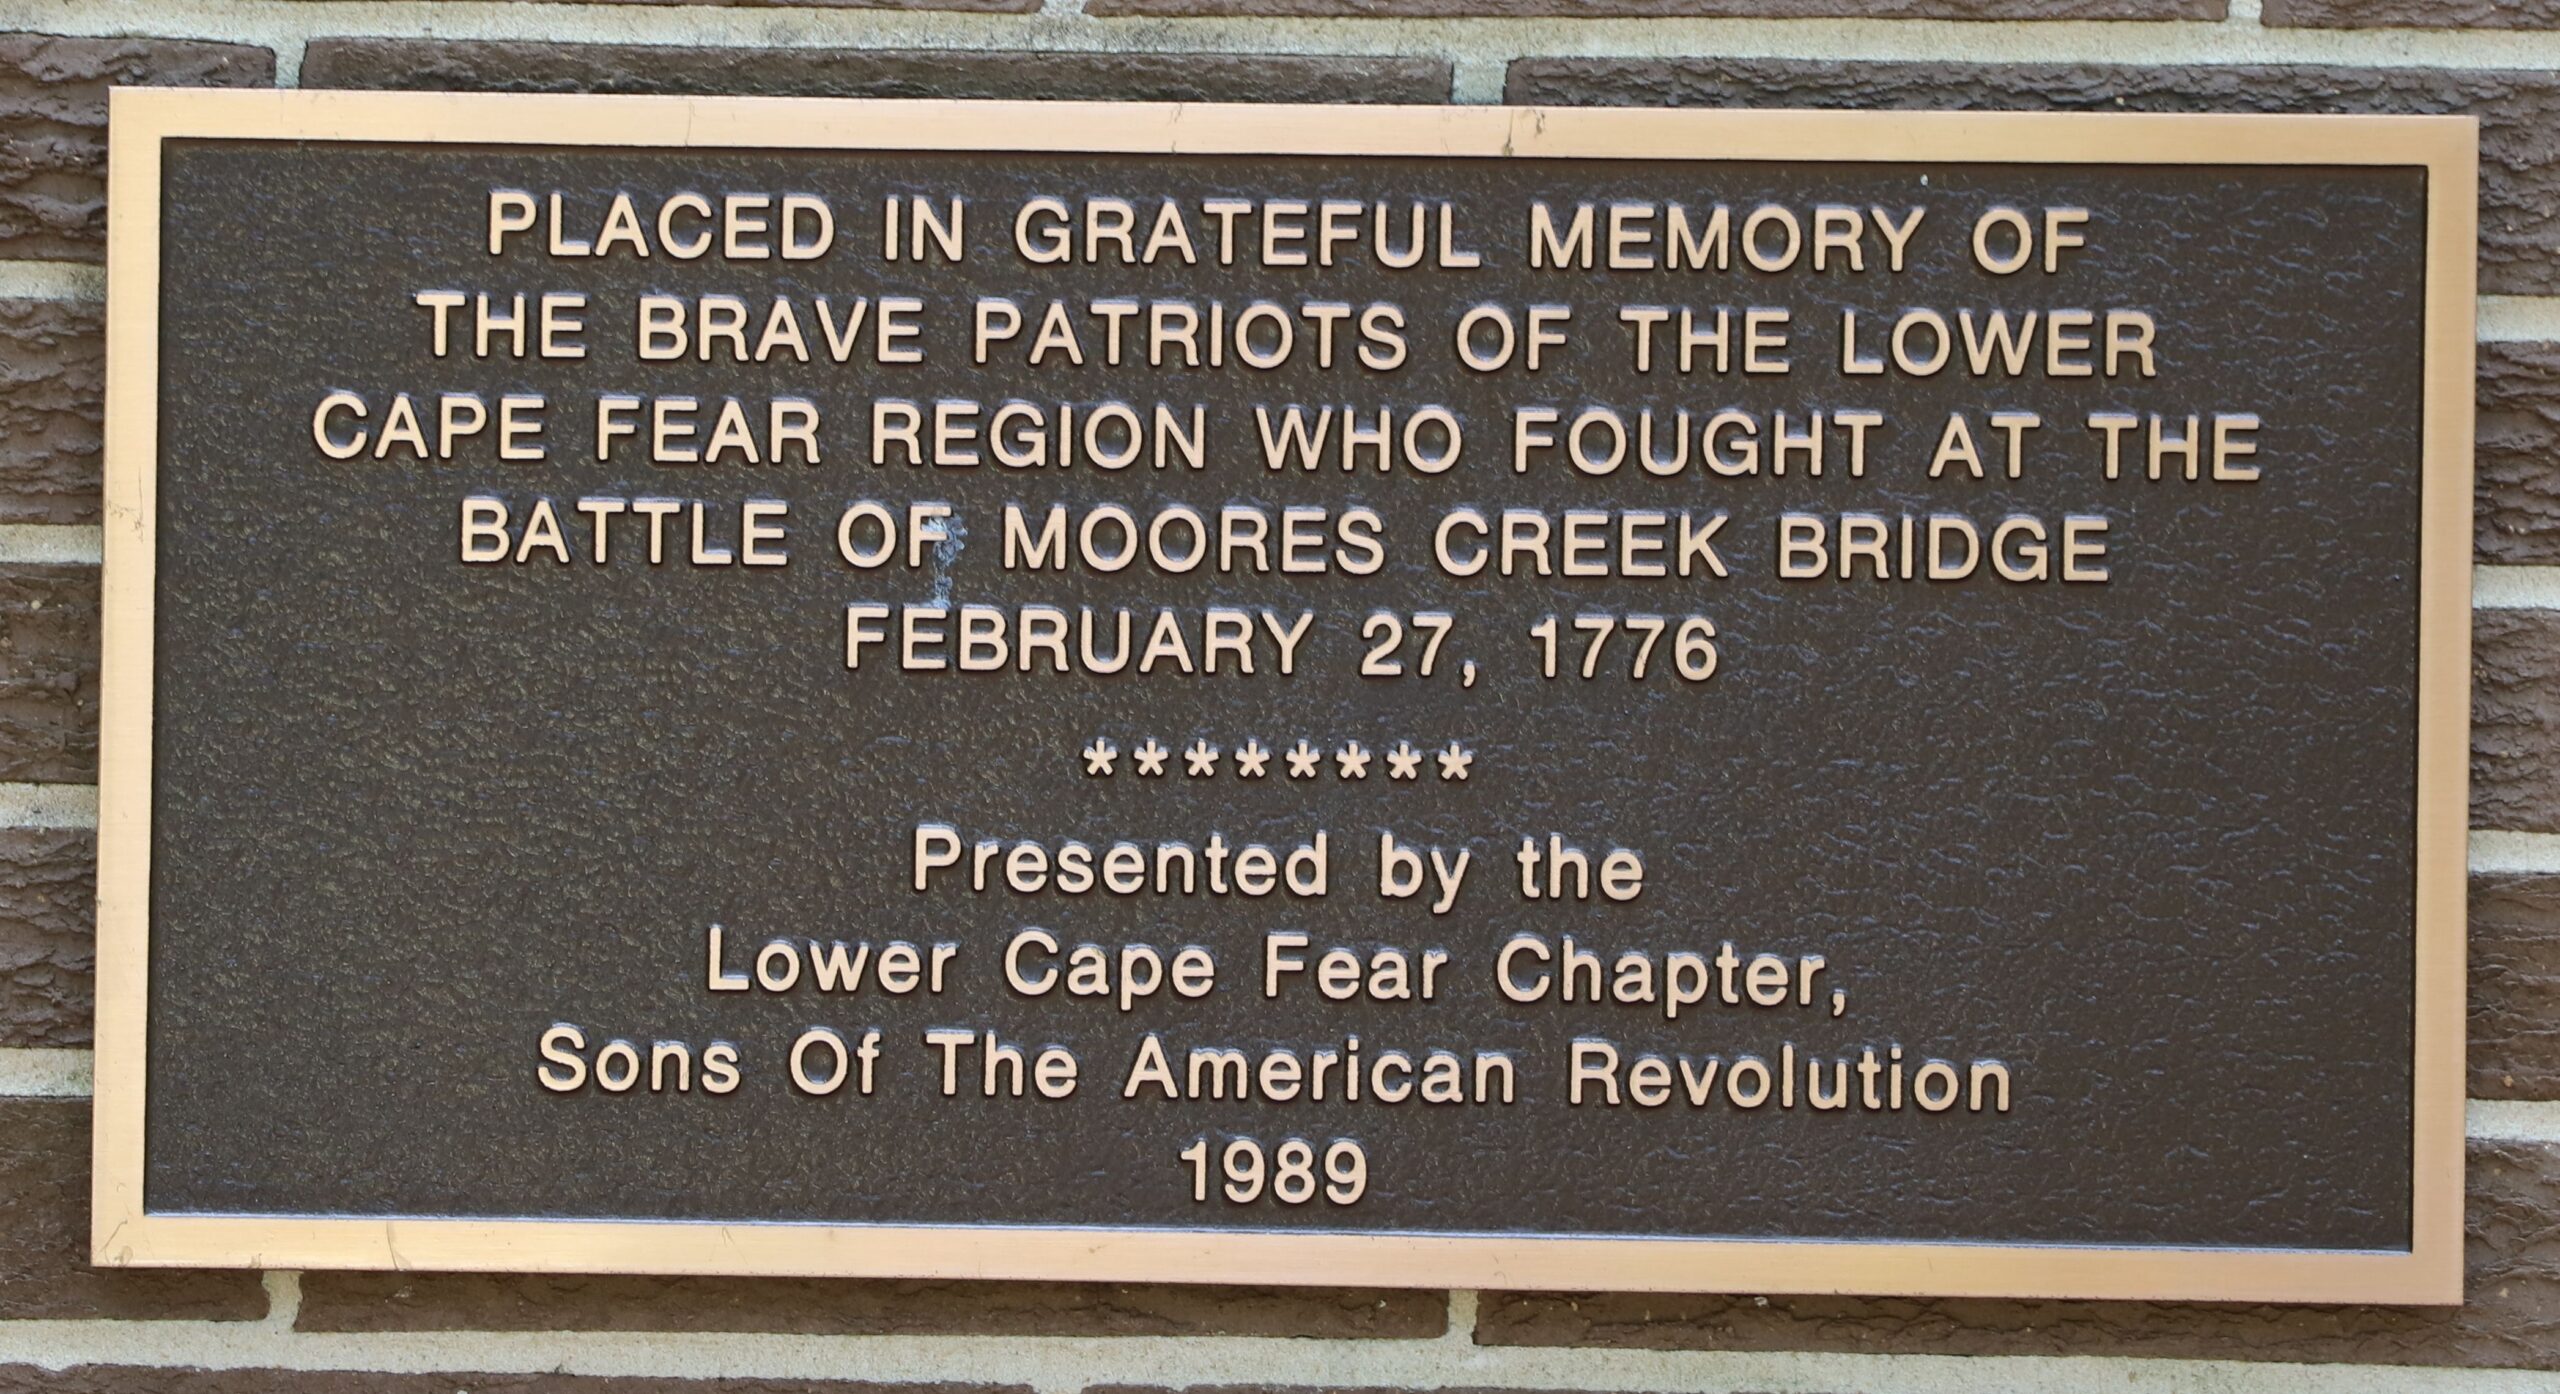 PLACED IN GRATEFUL MEMORY OF
THE BRAVE PATRIOTS OF THE LOWER
CAPE FEAR REGION WHO FOUGHT AT THE
BATTLE OF MOORES CREEK BRIDGE
FEBRUARY 27, 1776
********
Presented by the
Lower Cape Fear Chapter,
Sons Of The American Revolution
1989